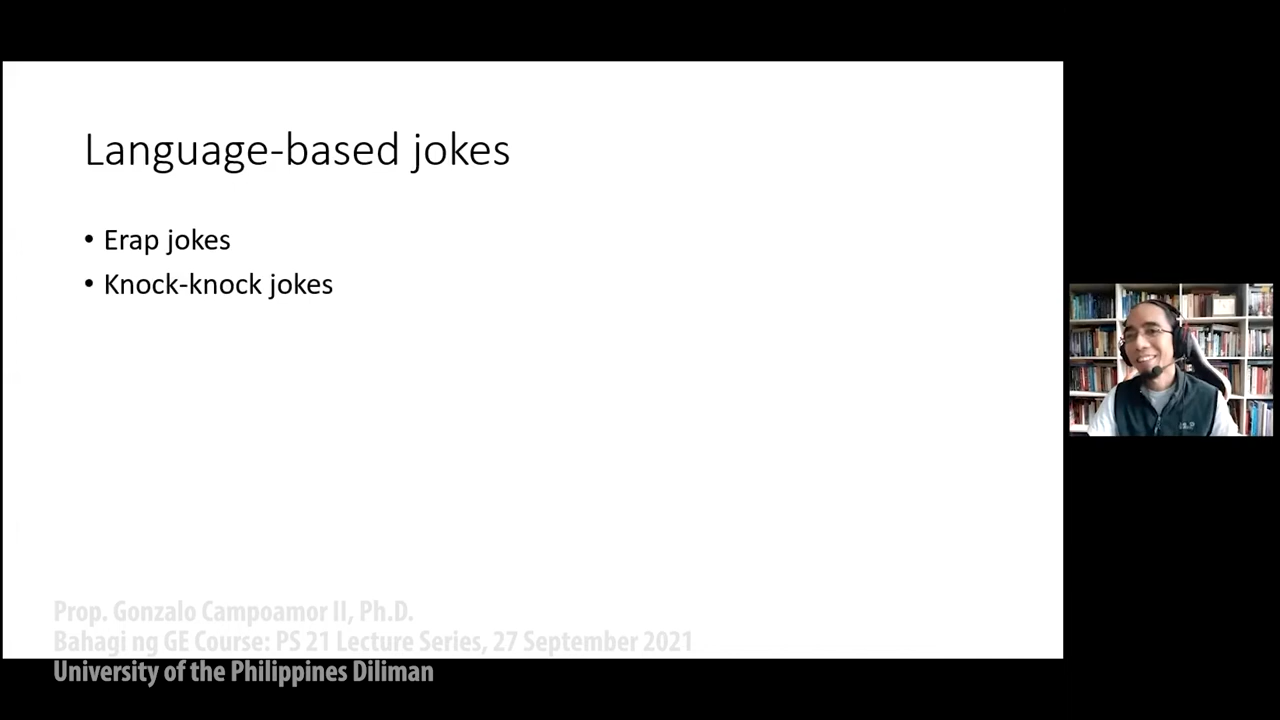 Language-based jokes
• Erap jokes
• Knock-knock jokes
Prop. Gonzalo Campoamor II, Ph.D.
Bahagi ng GE Course: PS 21 Lecture Series, 27 September 2021
University of the Philippines Diliman